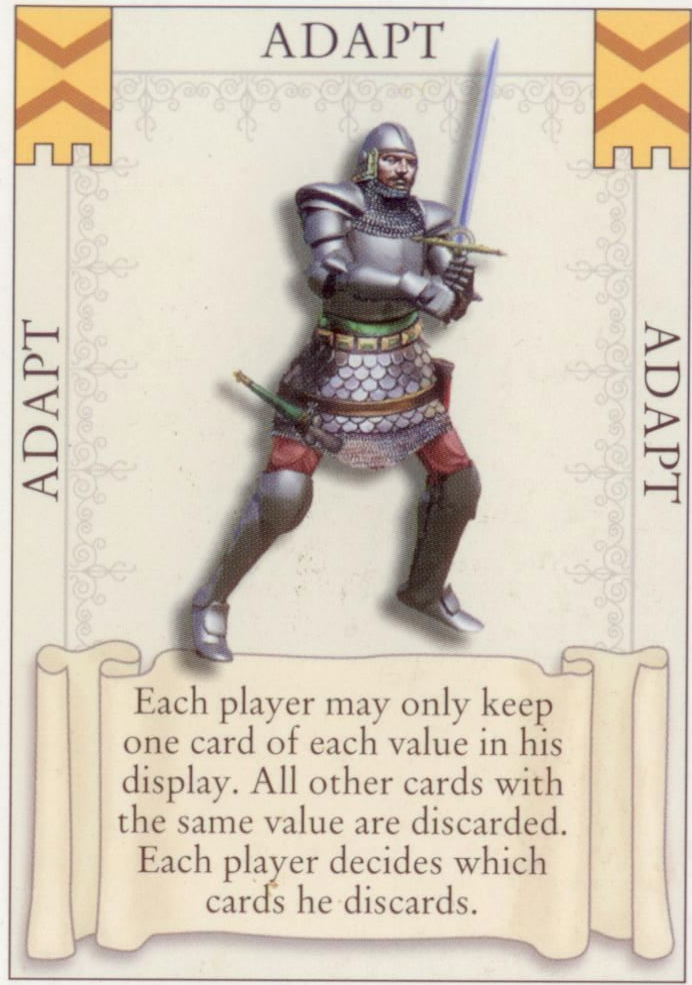 ADAPT
ADAPT
ADAPT
Each player may only keep
one card of each value in his
display. All other cards with
the same value are discarded.
Each player decides which
cards he discards.